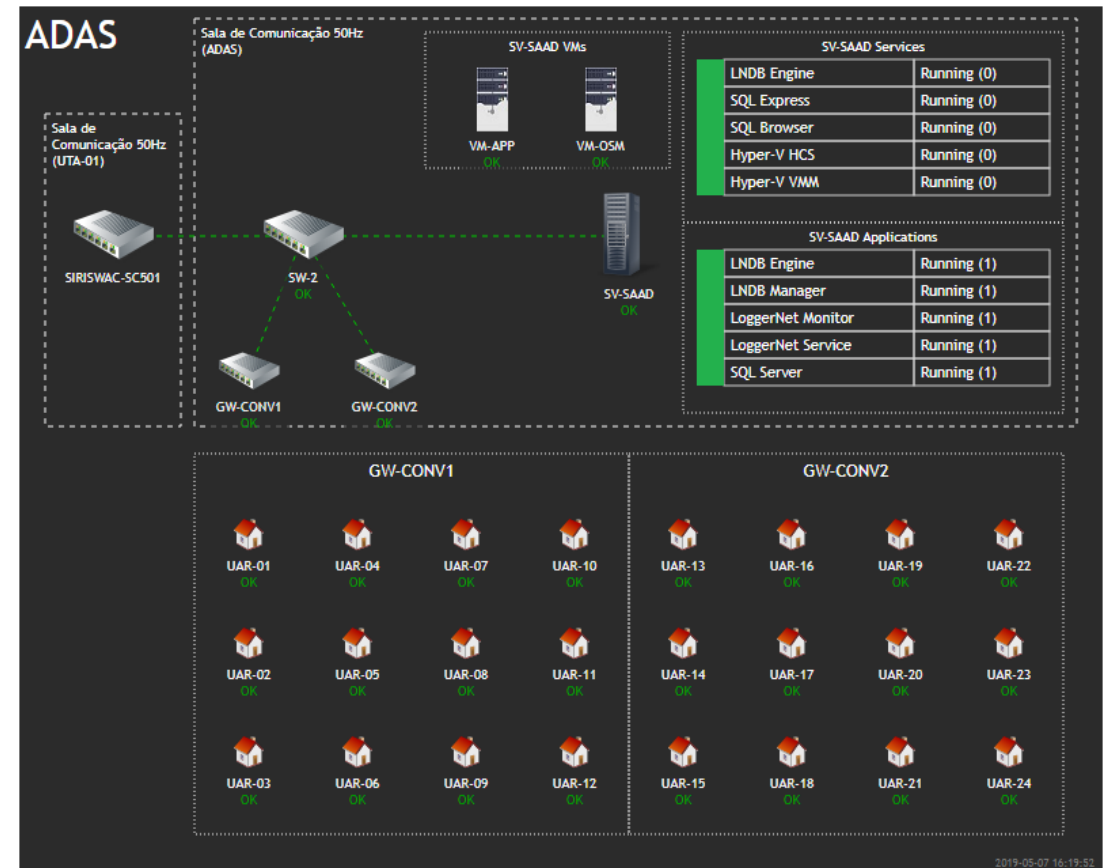 ADAS
Sala de Comunicação 50Hz
(ADAS)
Sala de
Comunicação 50Hz
(UTA-01)
SIRISWAC-SC501
SW-2
OK
GW-CONV1
OK
GW-CONV2
OK
SV-SAAD VMs
VM-APP
OK
VM-OSM
OK
SV-SAAD
OK
SV-SAAD Services
LNDB Engine Running (0)
SQL Express Running (0)
SQL Browser Running (0)
Hyper-V HCS Running (0)
Hyper-V VMM Running (0)
SV-SAAD Applications
LNDB Engine Running (1)
LNDB Manager Running (1)
LoggerNet Monitor Running (1)
LoggerNet Service Running (1)
SQL Server Running (1)
GW-CONV1 GW-CONV2
UAR-01 UAR-04 UAR-07 UAR-10 UAR-13 UAR-16 UAR-19 UAR-22
OK OK OK OK OK OK OK OK
UAR-02 UAR-05 UAR-08 UAR-11 UAR-14 UAR-17 UAR-20 UAR-23
OK OK OK OK OK OK OK OK
UAR-03 UAR-06 UAR-09 UAR-12 UAR-15 UAR-18 UAR-21 UAR-24
OK OK OK OK OK OK OK OK
2019-05-07 16:19:52